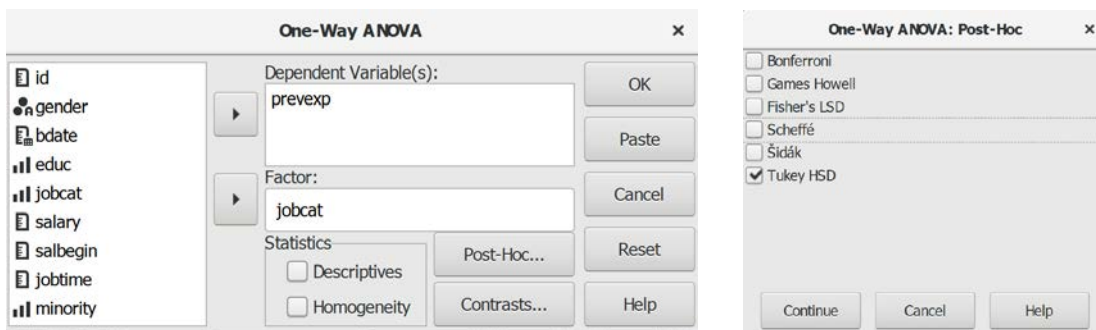 One-Way ANOVA
×
id
gender
bdate
educ
jobcat
salary
salbegin
jobtime
minority
Dependent Variable(s):
prevexp
Factor:
jobcat
Statistics
Descriptives
Homogeneity
Post-Hoc...
Contrasts...
OK
Paste
Cancel
Reset
Help
One-Way ANOVA: Post-Hoc
×
Bonferroni
Games Howell
Fisher's LSD
Scheffé
Šidák
Tukey HSD
Continue
Cancel
Help